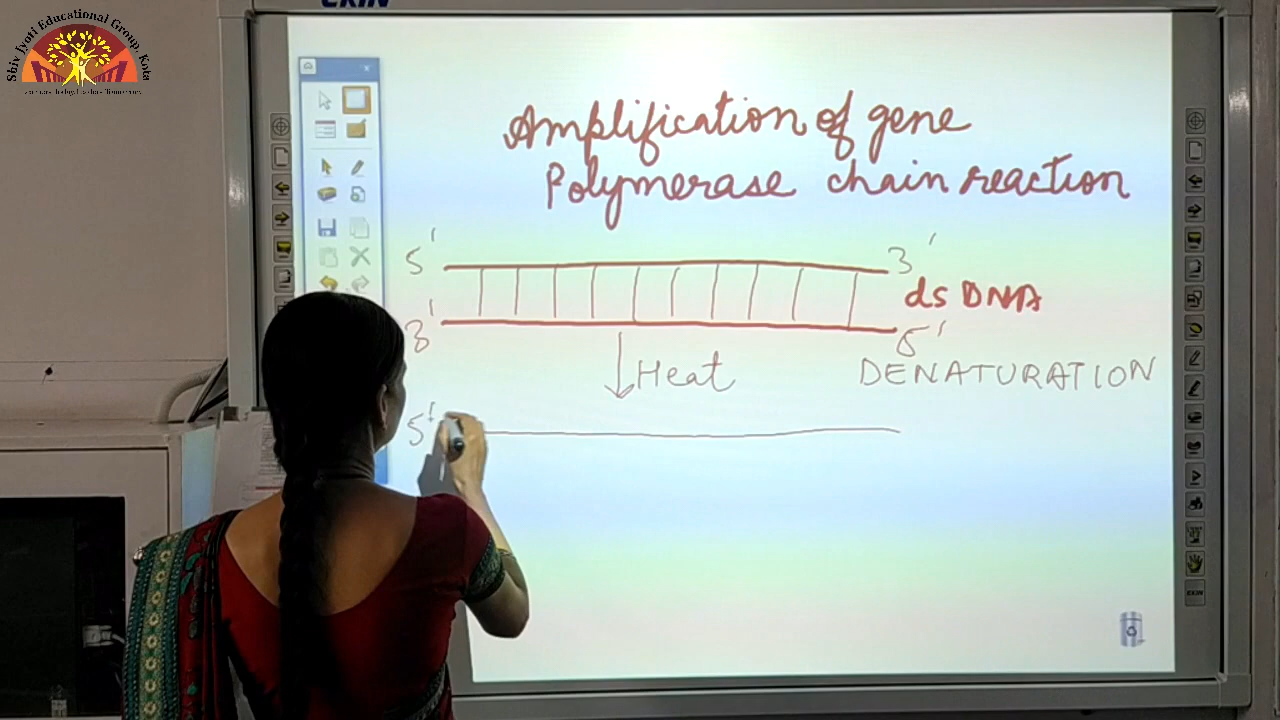 EKIN
Shiv Jyoti Educational Group, Kota
Amplification of gene
Polymerase chain reaction
5' 3'
ds DNA
3' 5'
Heat DENATURATION
5'